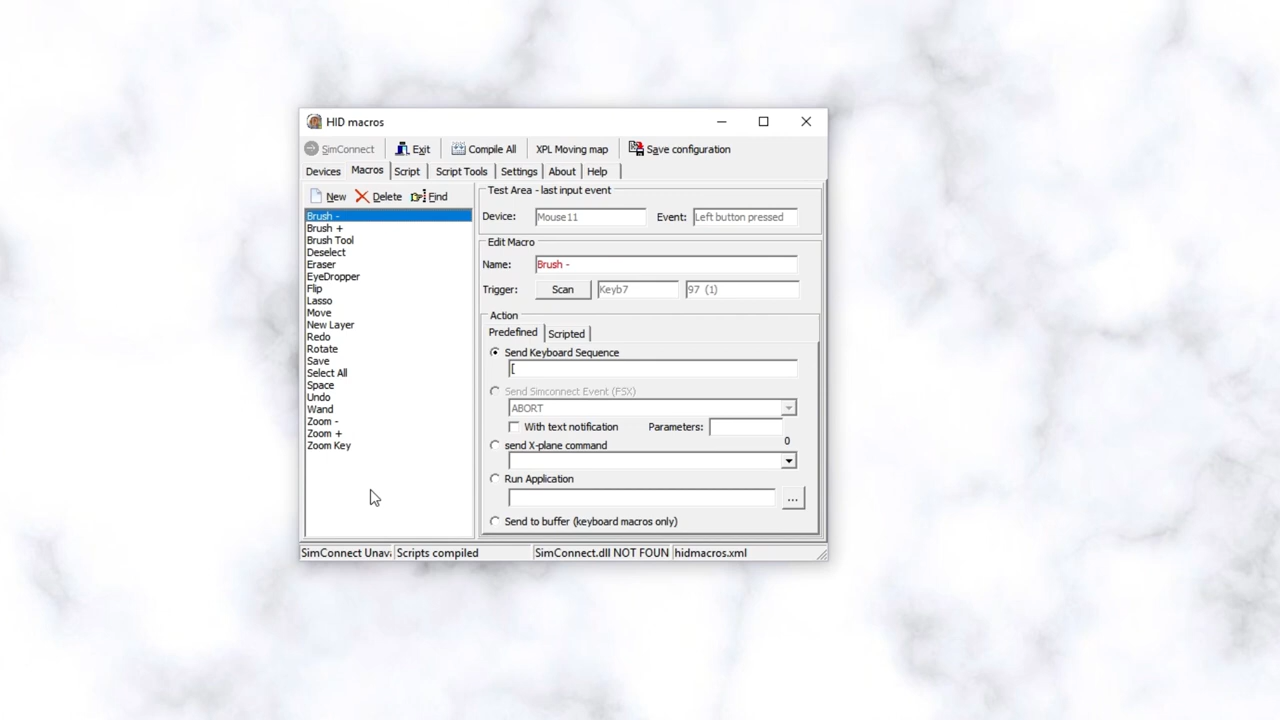 HID macros
SimConnect Exit Compile All XPL Moving map Save configuration
Devices Macros Script Script Tools Settings About Help
New Delete Find
Brush -
Brush +
Brush Tool
Deselect
Eraser
EyeDropper
Flip
Lasso
Move
New Layer
Redo
Rotate
Save
Select All
Space
Undo
Wand
Zoom -
Zoom +
Zoom Key
Test Area - last input event
Device: Mouse11 Event: Left button pressed
Edit Macro
Name: Brush -
Trigger: Scan Keyb7 97 (1)
Action
Predefined Scripted
Send Keyboard Sequence
[
Send Simconnect Event (FSX)
ABORT
With text notification Parameters:
0
send X-plane command
Run Application
...
Send to buffer (keyboard macros only)
SimConnect Unava Scripts compiled SimConnect.dll NOT FOUN hidmacros.xml